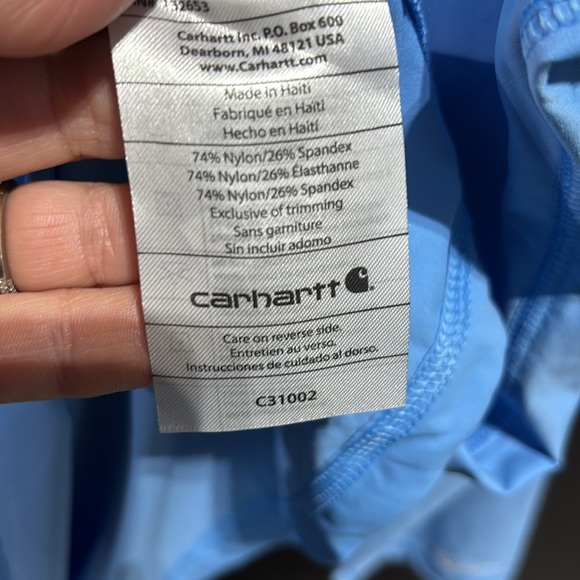 132653
Carhartt Inc. P.O. Box 600
Dearborn, MI 48121 USA
www.Carhartt.com
Made in Haiti
Fabriqué en Haïti
Hecho en Haití
74% Nylon/26% Spandex
74% Nylon/26% Élasthanne
74% Nylon/26% Spandex
Exclusive of trimming
Sans garniture
Sin incluir adorno
carhartt
Care on reverse side.
Entretien au verso.
Instrucciones de cuidado al dorso.
C31002